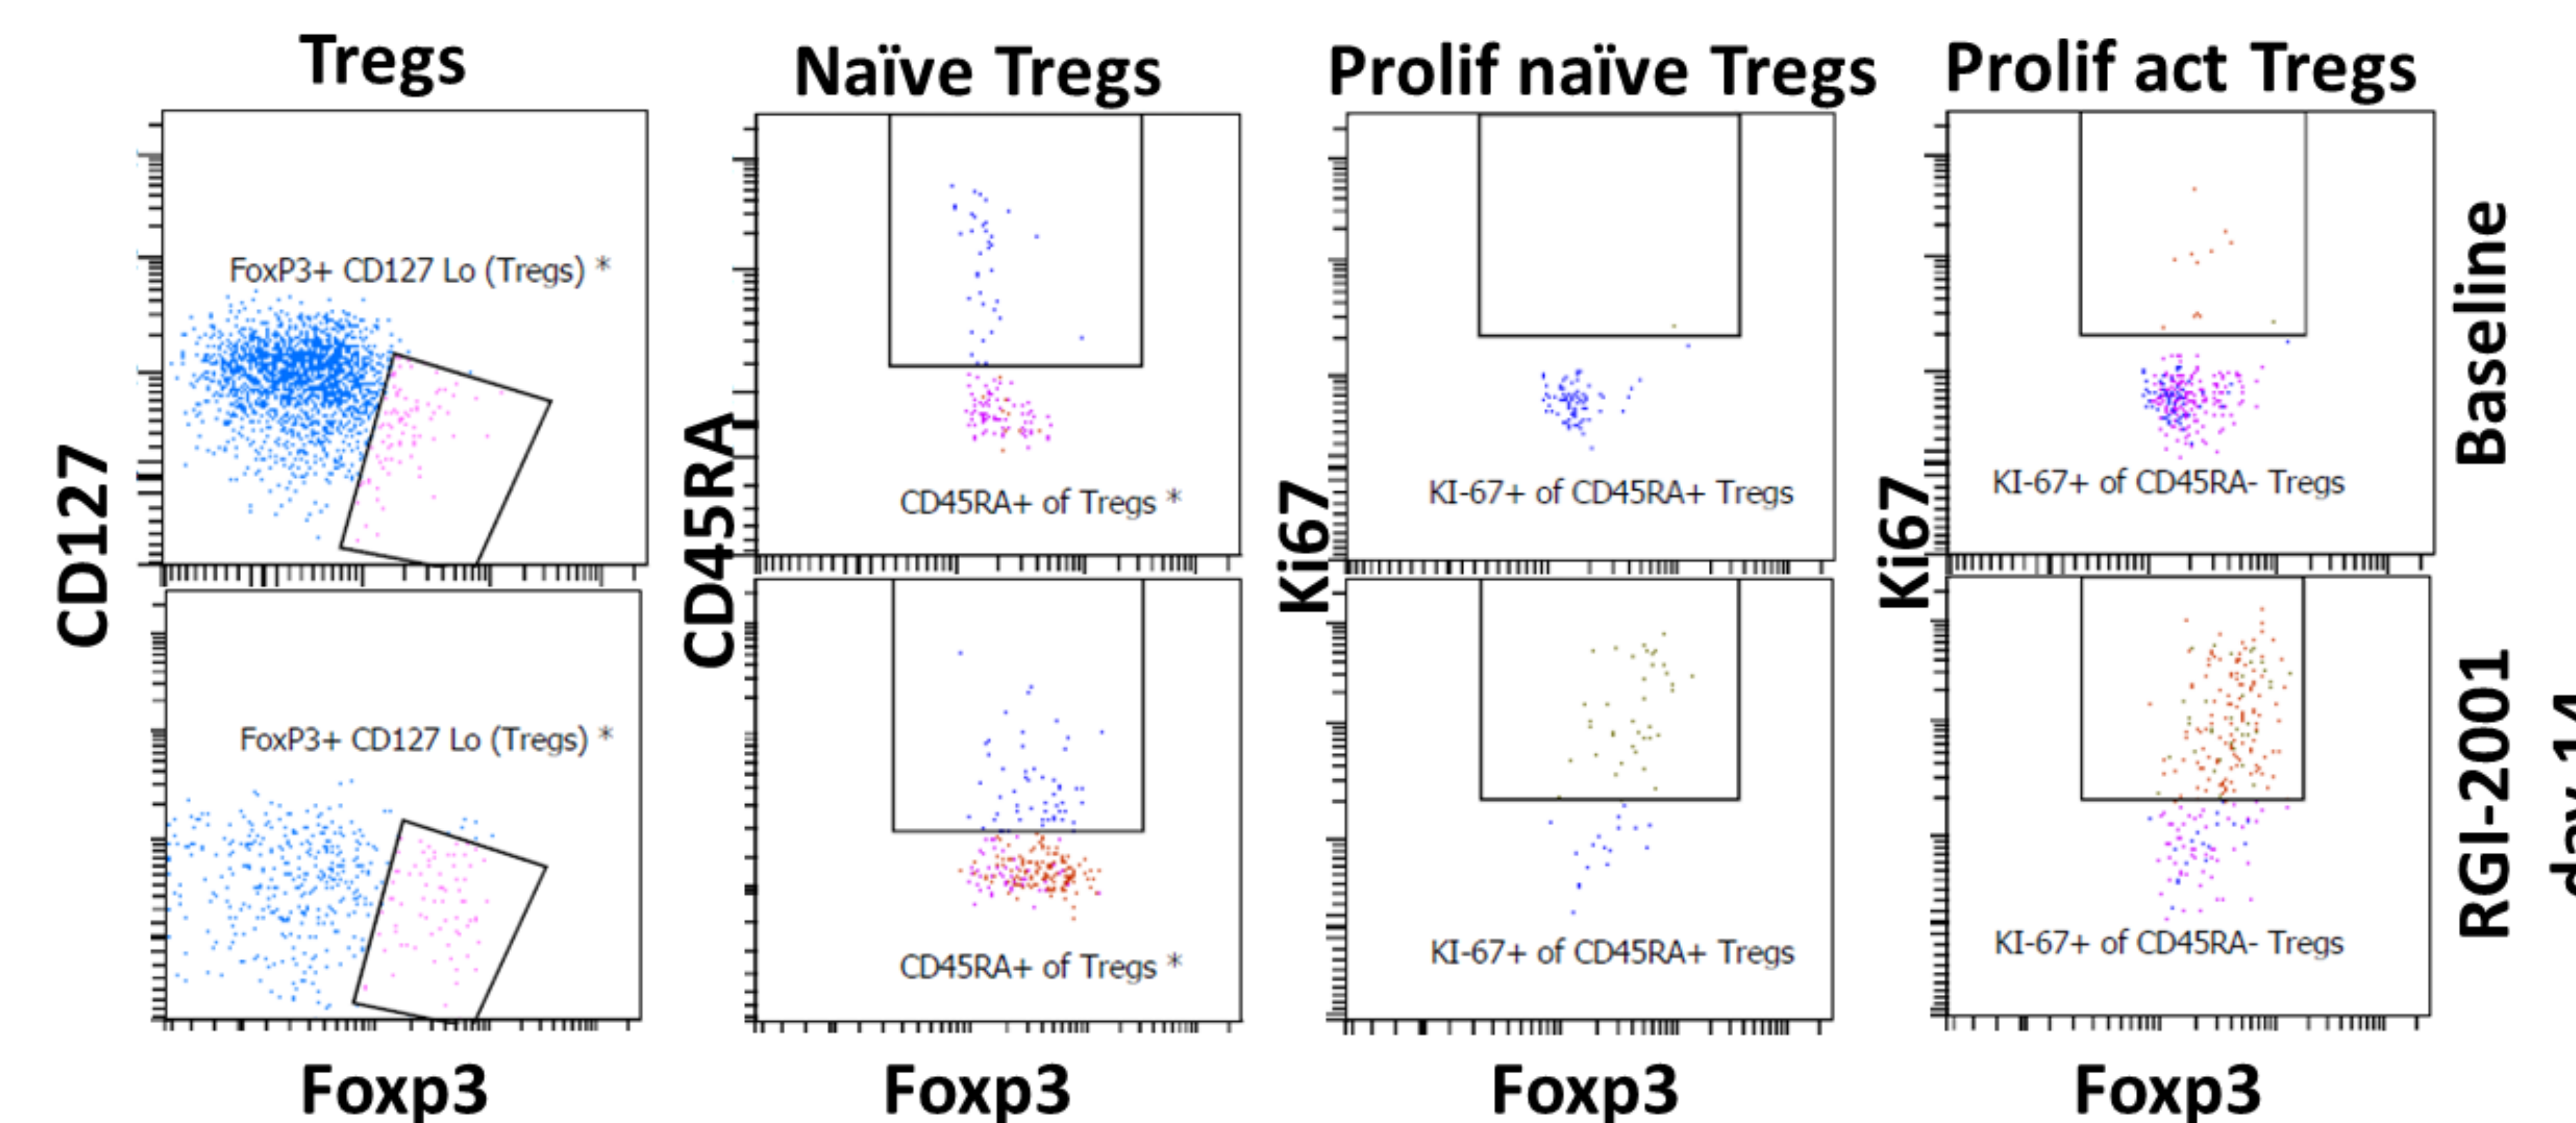 Tregs
Naïve Tregs
Prolif naïve Tregs
Prolif act Tregs
CD127
FoxP3+ CD127 Lo (Tregs) *
CD45RA
CD45RA+ of Tregs *
Ki67
KI-67+ of CD45RA+ Tregs
Ki67
KI-67+ of CD45RA- Tregs
Baseline
FoxP3+ CD127 Lo (Tregs) *
CD45RA+ of Tregs *
KI-67+ of CD45RA+ Tregs
KI-67+ of CD45RA- Tregs
RGI-2001
day 14
Foxp3
Foxp3
Foxp3
Foxp3